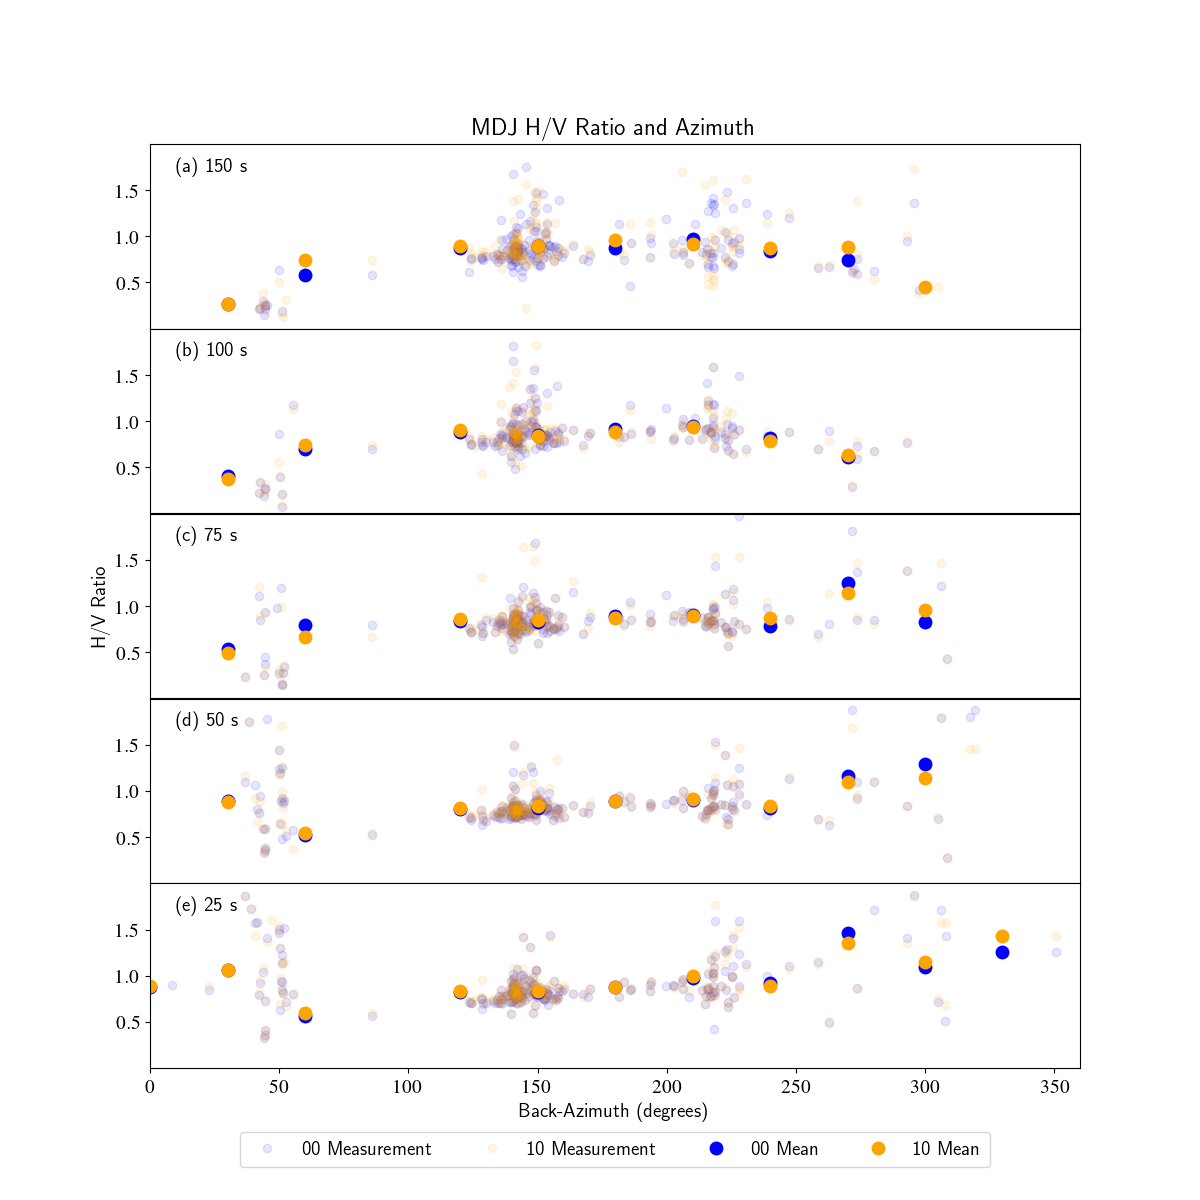 MDJ H/V Ratio and Azimuth
(a) 150 s
1.5
1.0
0.5
(b) 100 s
1.5
1.0
0.5
(c) 75 s
1.5
1.0
0.5
H/V Ratio
(d) 50 s
1.5
1.0
0.5
(e) 25 s
1.5
1.0
0.5
0 50 100 150 200 250 300 350
Back-Azimuth (degrees)
00 Measurement 10 Measurement 00 Mean 10 Mean